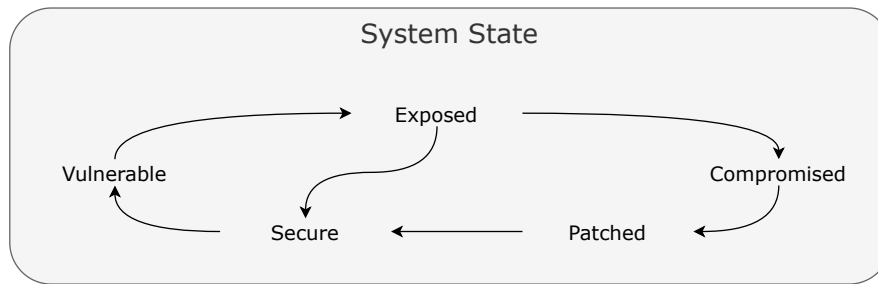 System State
Exposed
Vulnerable
Compromised
Secure
Patched